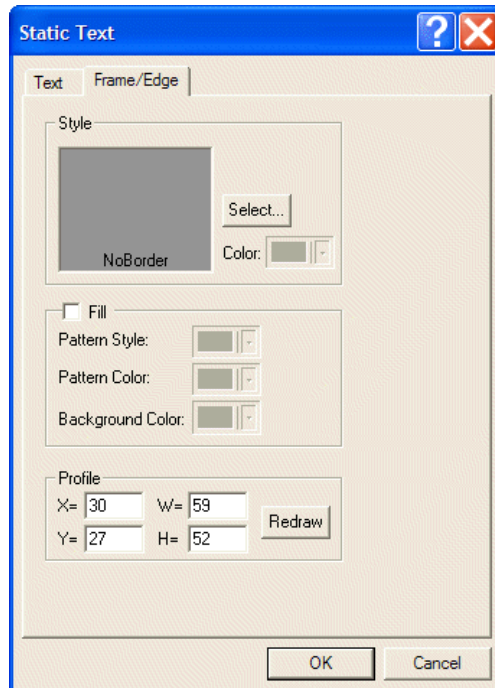 Static Text
Text Frame/Edge
Style
NoBorder
Select...
Color:
Fill
Pattern Style:
Pattern Color:
Background Color:
Profile
X= 30 W= 59
Y= 27 H= 52
Redraw
OK Cancel